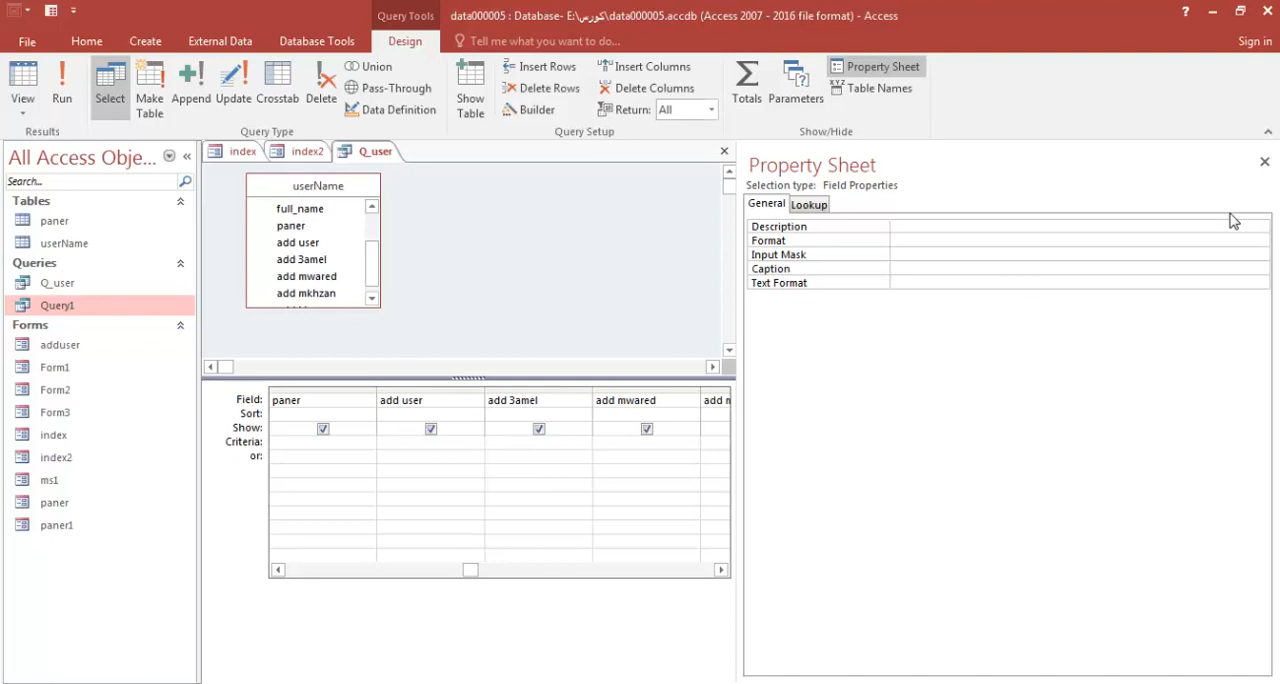 Query Tools
data000005 : Database- E:\كورس\data000005.accdb (Access 2007 - 2016 file format) - Access
?
File
Home
Create
External Data
Database Tools
Design
Tell me what you want to do...
Sign in
View
Run
Results
Select
Make Table
Append
Update
Crosstab
Delete
Union
Pass-Through
Data Definition
Query Type
Show Table
Insert Rows
Delete Rows
Builder
Insert Columns
Delete Columns
Return: All
Query Setup
Totals
Parameters
Property Sheet
Table Names
Show/Hide
All Access Obje... «
Search...
Tables
paner
userName
Queries
Q_user
Query1
Forms
adduser
Form1
Form2
Form3
index
index2
ms1
paner
paner1
index
index2
Q_user
userName
full_name
paner
add user
add 3amel
add mwared
add mkhzan
Field: paner add user add 3amel add mwared
Sort:
Show:
Criteria:
or:
Property Sheet
Selection type: Field Properties
General
Lookup
Description
Format
Input Mask
Caption
Text Format